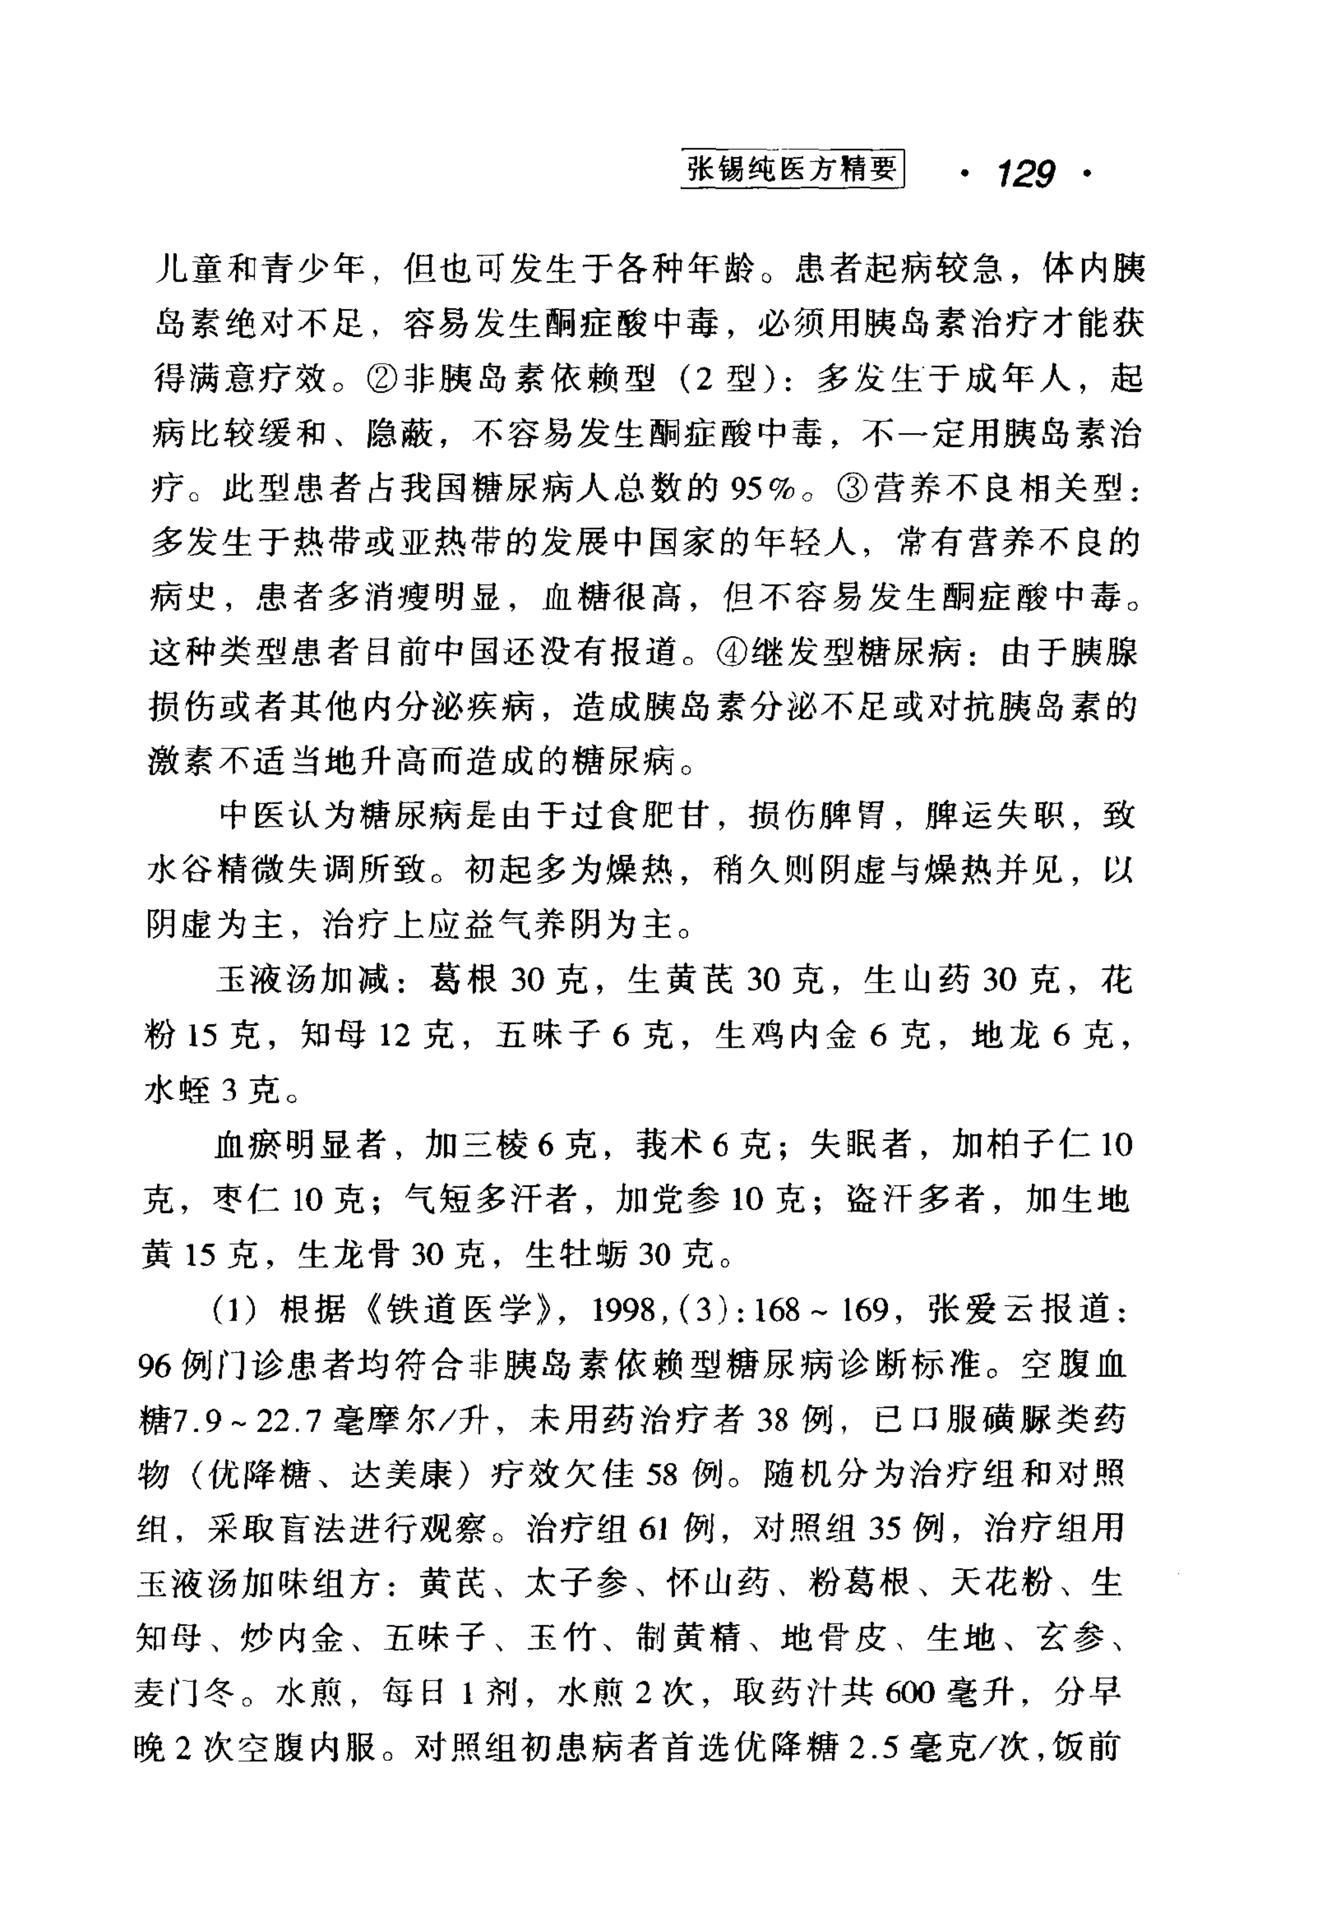 张锡纯医方精要 · 129 ·
儿童和青少年，但也可发生于各种年龄。患者起病较急，体内胰
岛素绝对不足，容易发生酮症酸中毒，必须用胰岛素治疗才能获
得满意疗效。②非胰岛素依赖型（2 型）：多发生于成年人，起
病比较缓和、隐蔽，不容易发生酮症酸中毒，不一定用胰岛素治
疗。此型患者占我国糖尿病人总数的 95%。③营养不良相关型：
多发生于热带或亚热带的发展中国家的年轻人，常有营养不良的
病史，患者多消瘦明显，血糖很高，但不容易发生酮症酸中毒。
这种类型患者目前中国还没有报道。④继发型糖尿病：由于胰腺
损伤或者其他内分泌疾病，造成胰岛素分泌不足或对抗胰岛素的
激素不适当地升高而造成的糖尿病。
中医认为糖尿病是由于过食肥甘，损伤脾胃，脾运失职，致
水谷精微失调所致。初起多为燥热，稍久则阴虚与燥热并见，以
阴虚为主，治疗上应益气养阴为主。
玉液汤加减：葛根 30 克，生黄芪 30 克，生山药 30 克，花
粉 15 克，知母 12 克，五味子 6 克，生鸡内金 6 克，地龙 6 克，
水蛭 3 克。
血瘀明显者，加三棱 6 克，莪术 6 克；失眠者，加柏子仁 10
克，枣仁 10 克；气短多汗者，加党参 10 克；盗汗多者，加生地
黄 15 克，生龙骨 30 克，生牡蛎 30 克。
(1) 根据《铁道医学》，1998,(3):168～169，张爱云报道：
96 例门诊患者均符合非胰岛素依赖型糖尿病诊断标准。空腹血
糖7.9～22.7 毫摩尔/升，未用药治疗者 38 例，已口服磺脲类药
物（优降糖、达美康）疗效欠佳 58 例。随机分为治疗组和对照
组，采取盲法进行观察。治疗组 61 例，对照组 35 例，治疗组用
玉液汤加味组方：黄芪、太子参、怀山药、粉葛根、天花粉、生
知母、炒内金、五味子、玉竹、制黄精、地骨皮、生地、玄参、
麦门冬。水煎，每日 1 剂，水煎 2 次，取药汁共 600 毫升，分早
晚 2 次空腹内服。对照组初患病者首选优降糖 2.5 毫克/次,饭前